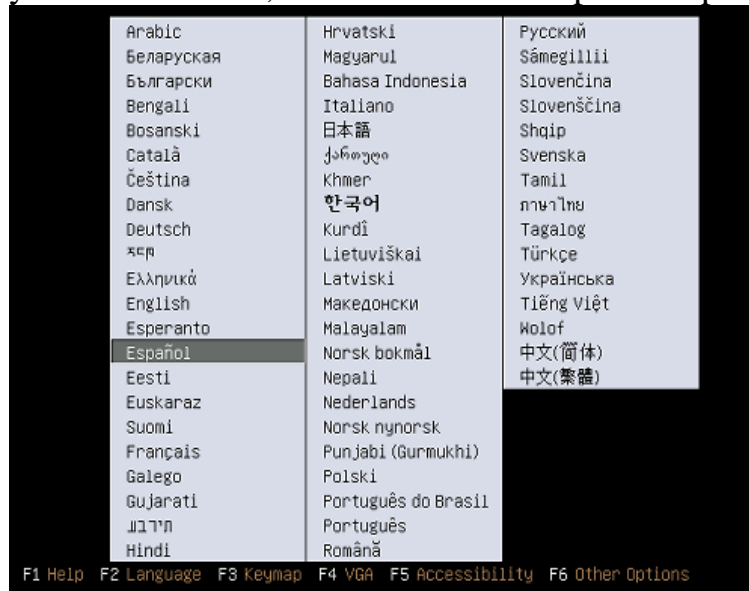 Arabic
Беларуская
Български
Bengali
Bosanski
Català
Čeština
Dansk
Deutsch
Ελληνικά
English
Esperanto
Español
Eesti
Euskaraz
Suomi
Français
Galego
Gujarati
עברית
Hindi
Hrvatski
Magyarul
Bahasa Indonesia
Italiano
日本語
ქართული
Khmer
한국어
Kurdî
Lietuviškai
Latviski
Македонски
Malayalam
Norsk bokmål
Nepali
Nederlands
Norsk nynorsk
Punjabi (Gurmukhi)
Polski
Português do Brasil
Português
Română
Русский
Sámegillii
Slovenčina
Slovenščina
Shqip
Svenska
Tamil
ภาษาไทย
Tagalog
Türkçe
Українська
Tiếng Việt
Wolof
中文(简体)
中文(繁體)
F1 Help F2 Language F3 Keymap F4 VGA F5 Accessibility F6 Other Options